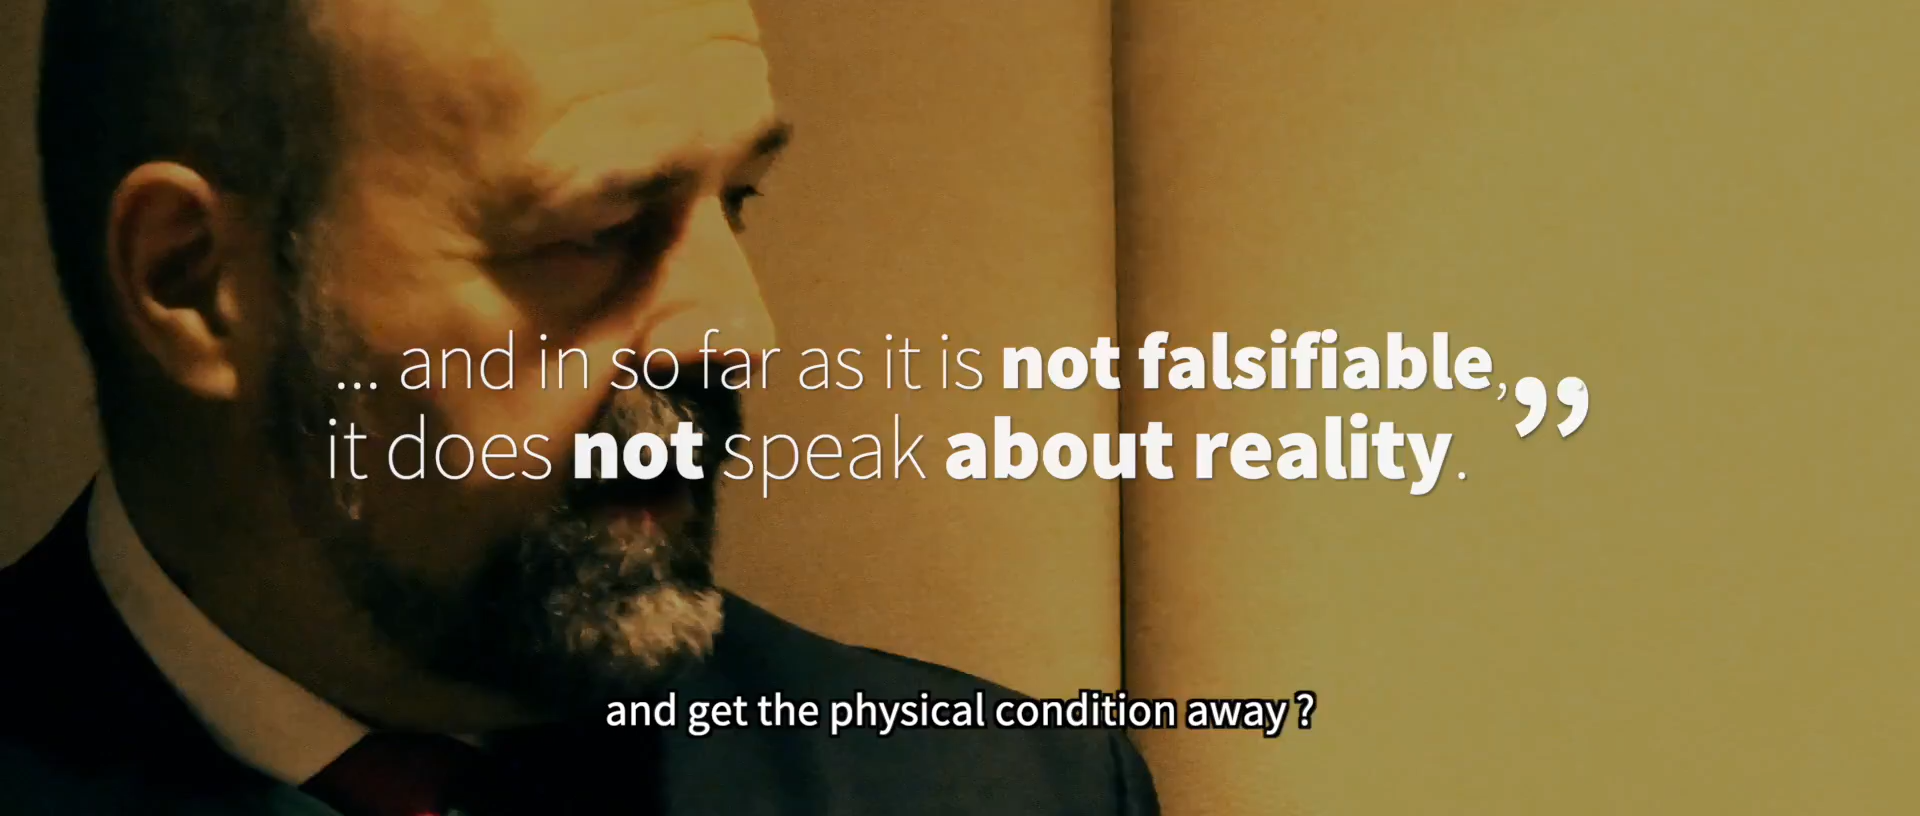 ... and in so far as it is not falsifiable,
it does not speak about reality. ”
and get the physical condition away ?